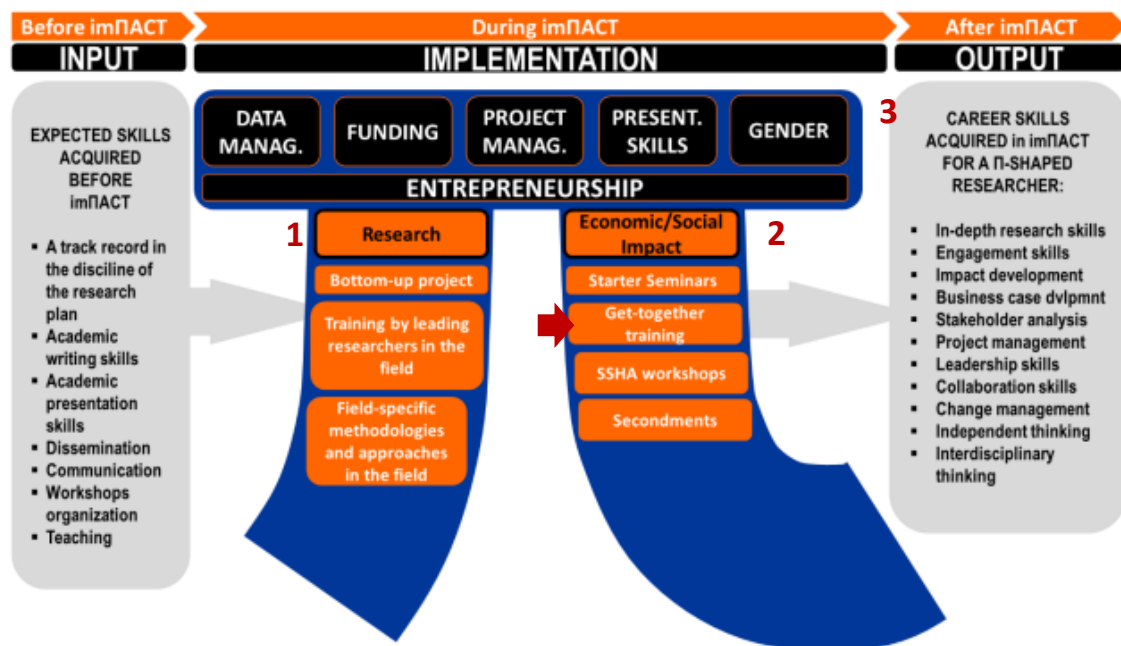 Before imΠACT
During imΠACT
After imΠACT
INPUT
IMPLEMENTATION
OUTPUT
EXPECTED SKILLS
ACQUIRED
BEFORE
imΠACT
▪ A track record in
the disciline of
the research
plan
▪ Academic
writing skills
▪ Academic
presentation
skills
▪ Dissemination
▪ Communication
▪ Workshops
organization
▪ Teaching
DATA
MANAG.
FUNDING
PROJECT
MANAG.
PRESENT.
SKILLS
GENDER
ENTREPRENEURSHIP
1
Research
Bottom-up project
Training by leading
researchers in the
field
Field-specific
methodologies
and approaches
in the field
Economic/Social
Impact
2
Starter Seminars
Get-together
training
SSHA workshops
Secondments
3
CAREER SKILLS
ACQUIRED in imΠACT
FOR A Π-SHAPED
RESEARCHER:
▪ In-depth research skills
▪ Engagement skills
▪ Impact development
▪ Business case dvlpmnt
▪ Stakeholder analysis
▪ Project management
▪ Leadership skills
▪ Collaboration skills
▪ Change management
▪ Independent thinking
▪ Interdisciplinary
thinking